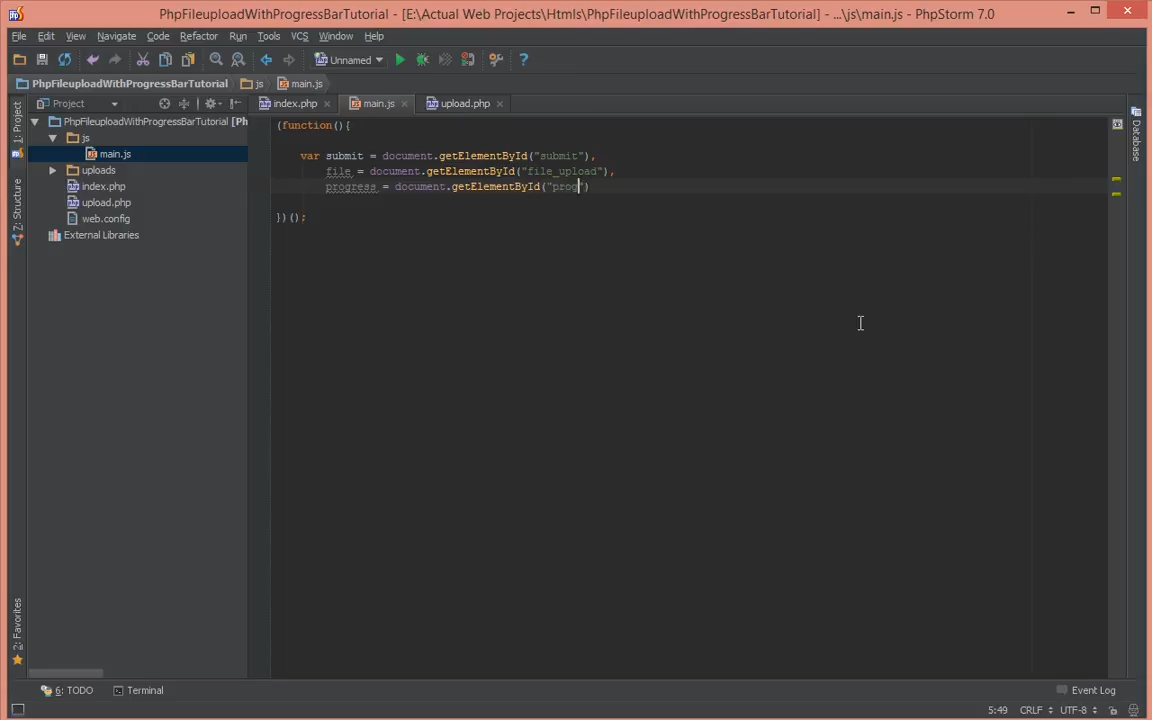 PhpFileuploadWithProgressBarTutorial - [E:\Actual Web Projects\Htmls\PhpFileuploadWithProgressBarTutorial] - ...\js\main.js - PhpStorm 7.0
File Edit View Navigate Code Refactor Run Tools VCS Window Help
Unnamed
PhpFileuploadWithProgressBarTutorial js main.js
Project
index.php main.js upload.php
1: Project
Z: Structure
2: Favorites
PhpFileuploadWithProgressBarTutorial [Ph
js
main.js
uploads
index.php
upload.php
web.config
External Libraries
(function(){
var submit = document.getElementById("submit"),
file = document.getElementById("file_upload"),
progress = document.getElementById("prog")
})();
Database
6: TODO Terminal Event Log
5:49 CRLF UTF-8